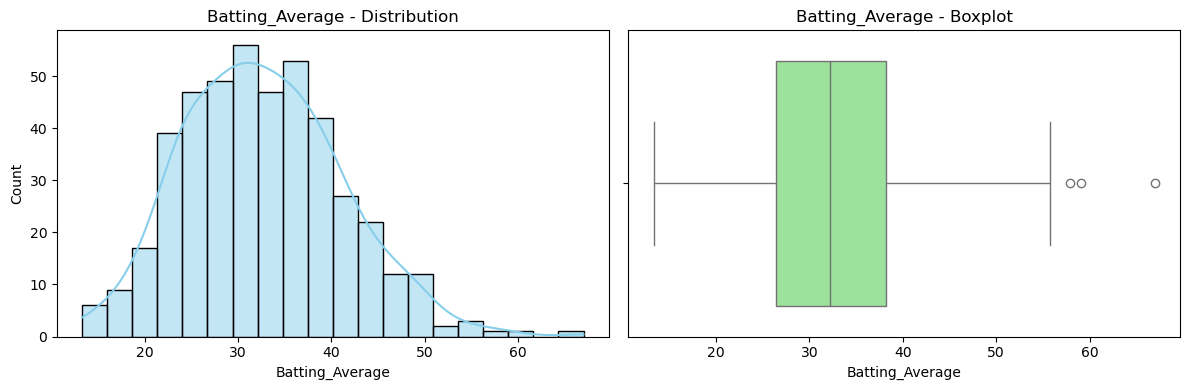 Batting_Average - Distribution
Count
50
40
30
20
10
0
20 30 40 50 60
Batting_Average
Batting_Average - Boxplot
20 30 40 50 60
Batting_Average